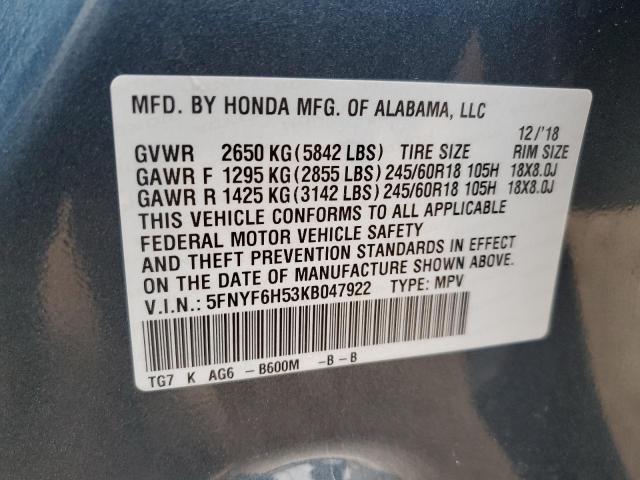 MFD. BY HONDA MFG. OF ALABAMA, LLC
12/'18
GVWR 2650 KG(5842 LBS) TIRE SIZE RIM SIZE
GAWR F 1295 KG(2855 LBS) 245/60R18 105H 18X8.0J
GAWR R 1425 KG(3142 LBS) 245/60R18 105H 18X8.0J
THIS VEHICLE CONFORMS TO ALL APPLICABLE
FEDERAL MOTOR VEHICLE SAFETY
AND THEFT PREVENTION STANDARDS IN EFFECT
ON THE DATE OF MANUFACTURE SHOWN ABOVE.
V.I.N.: 5FNYF6H53KB047922 TYPE: MPV
TG7 K AG6 -B600M -B-B